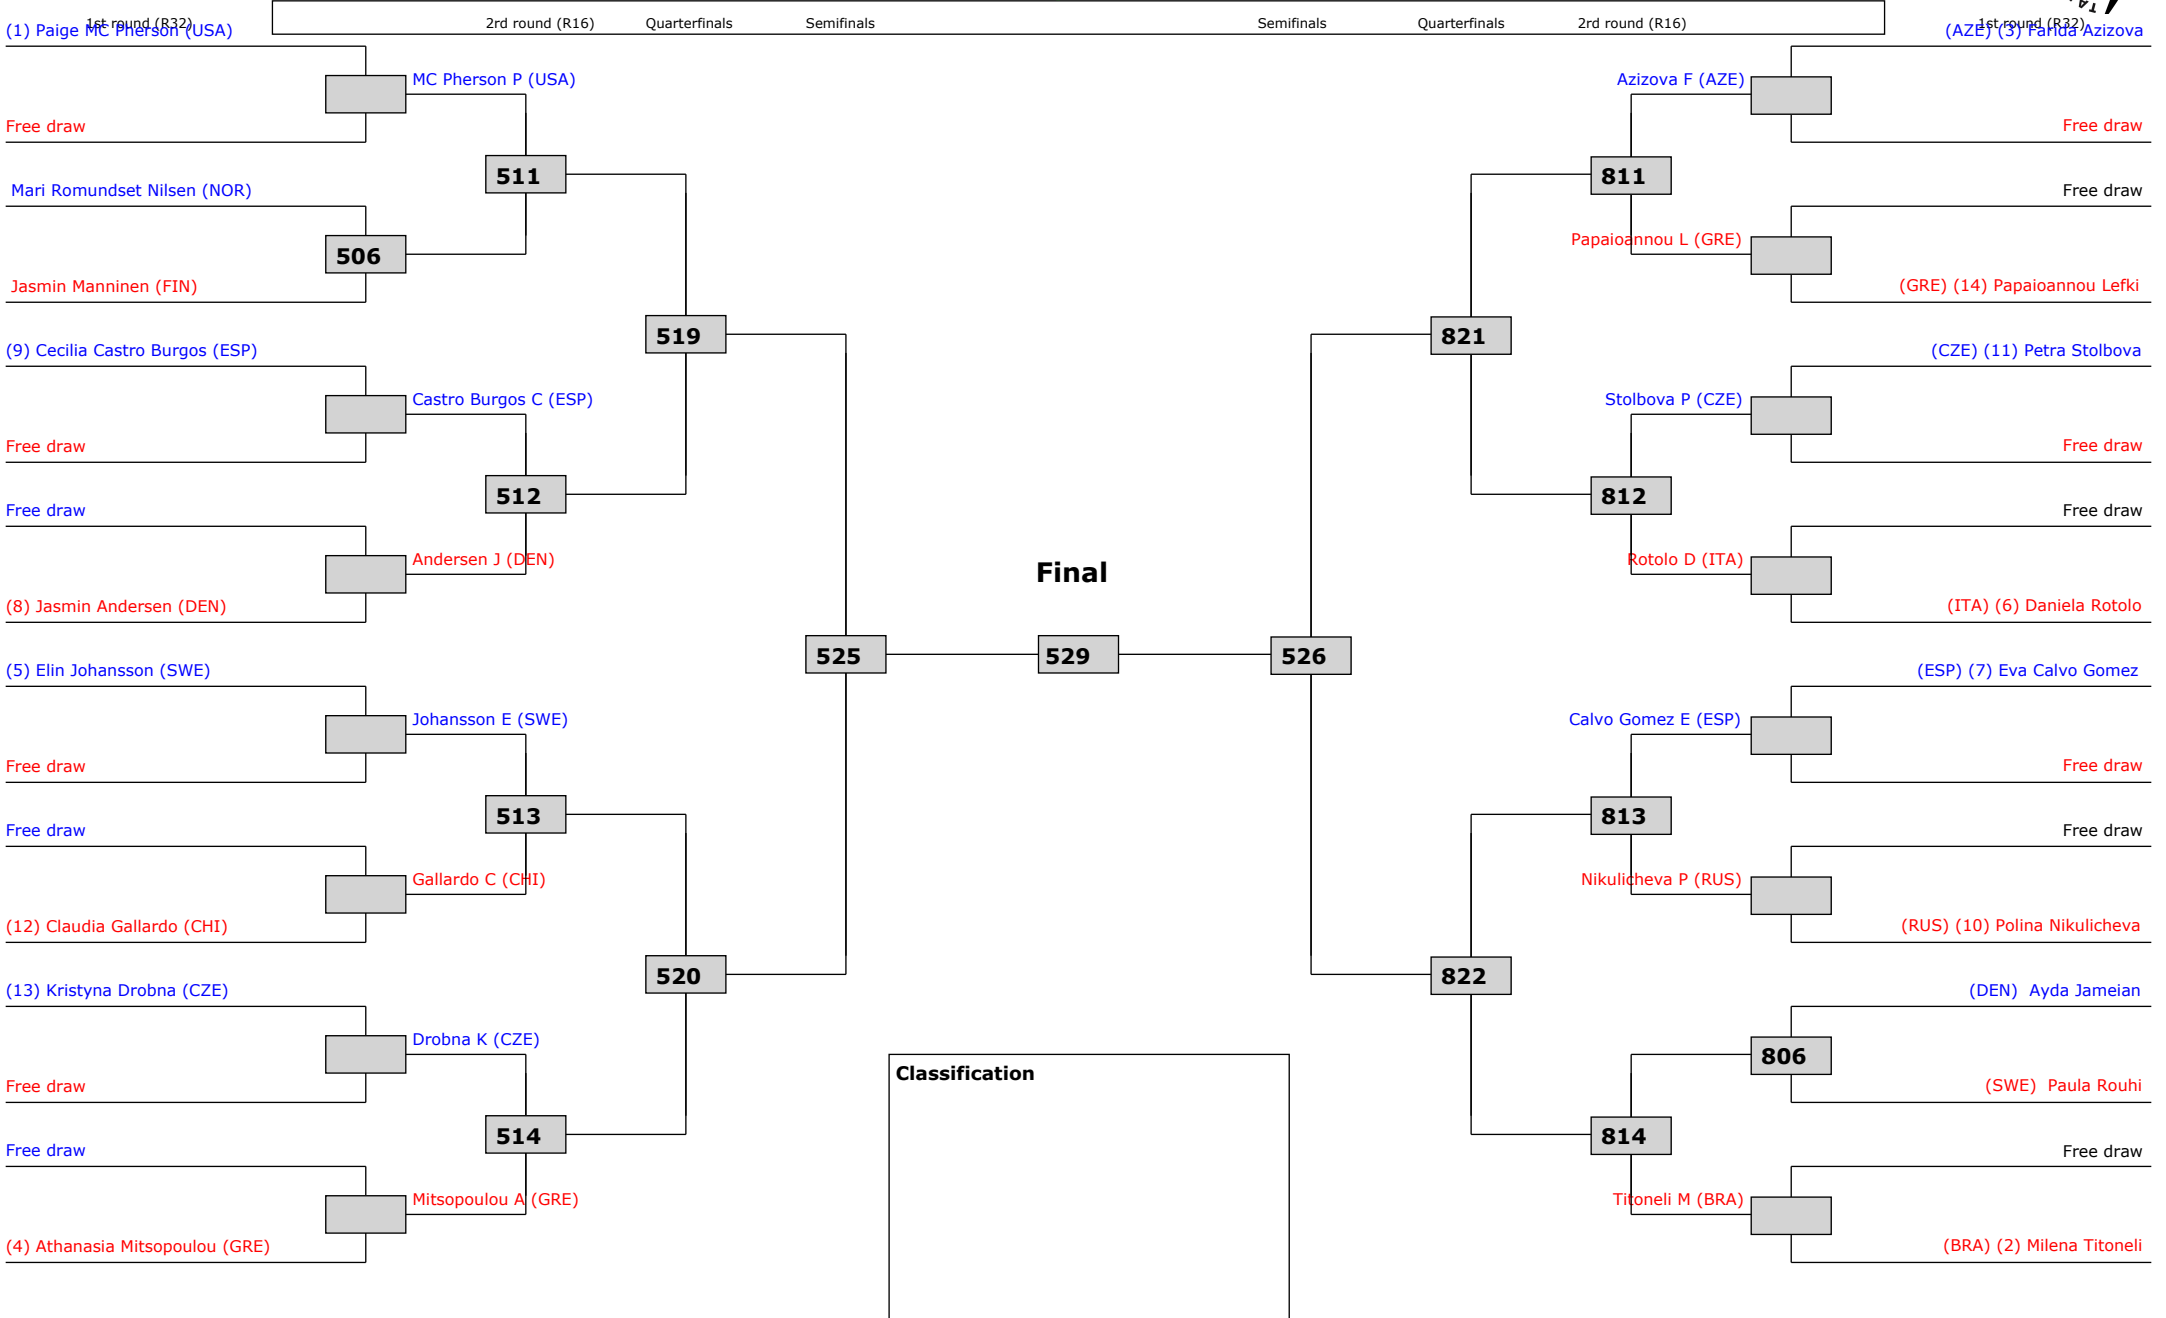 1st round (R32)
2rd round (R16)
Quarterfinals
Semifinals
Semifinals
Quarterfinals
2rd round (R16)
1st round (R32)
(1) Paige MC Pherson (USA)
MC Pherson P (USA)
Free draw
511
Mari Romundset Nilsen (NOR)
506
Jasmin Manninen (FIN)
519
(9) Cecilia Castro Burgos (ESP)
Castro Burgos C (ESP)
Free draw
512
Free draw
Andersen J (DEN)
(8) Jasmin Andersen (DEN)
525
(5) Elin Johansson (SWE)
Johansson E (SWE)
Free draw
513
Free draw
Gallardo C (CHI)
(12) Claudia Gallardo (CHI)
520
(13) Kristyna Drobna (CZE)
Drobna K (CZE)
Free draw
514
Free draw
Mitsopoulou A (GRE)
(4) Athanasia Mitsopoulou (GRE)
Final
529
Classification
(AZE) (3) Farida Azizova
Azizova F (AZE)
Free draw
811
Free draw
Papaioannou L (GRE)
(GRE) (14) Papaioannou Lefki
821
(CZE) (11) Petra Stolbova
Stolbova P (CZE)
Free draw
812
Free draw
Rotolo D (ITA)
(ITA) (6) Daniela Rotolo
526
(ESP) (7) Eva Calvo Gomez
Calvo Gomez E (ESP)
Free draw
813
Free draw
Nikulicheva P (RUS)
(RUS) (10) Polina Nikulicheva
822
(DEN) Ayda Jameian
806
(SWE) Paula Rouhi
814
Free draw
Titoneli M (BRA)
(BRA) (2) Milena Titoneli